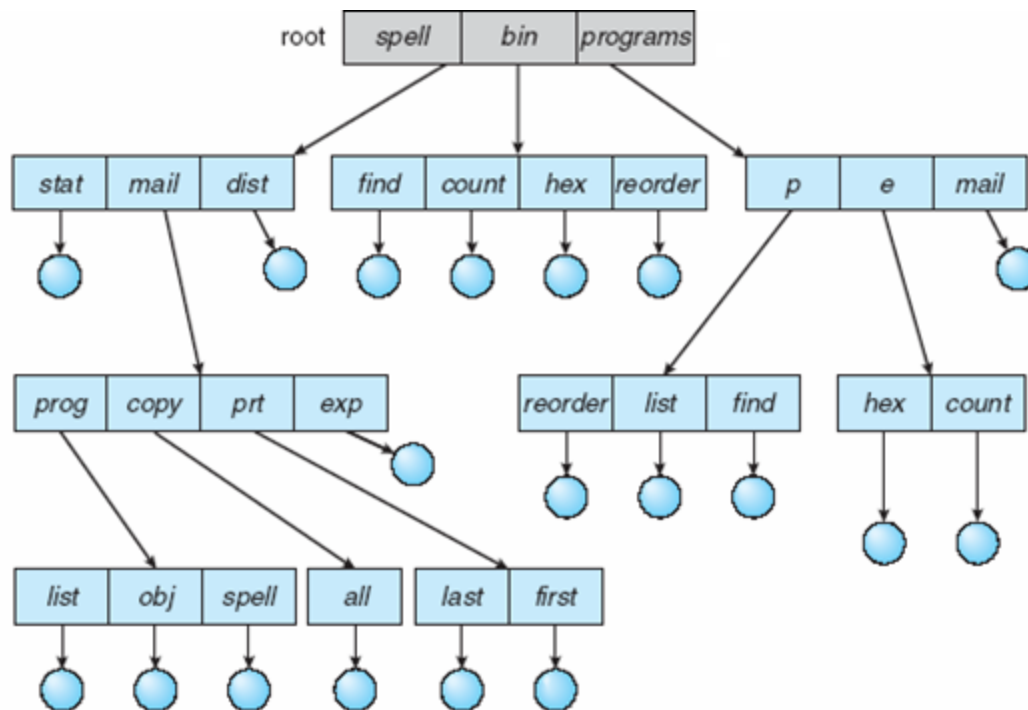 root spell bin programs
stat mail dist find count hex reorder p e mail
prog copy prt exp reorder list find hex count
list obj spell all last first